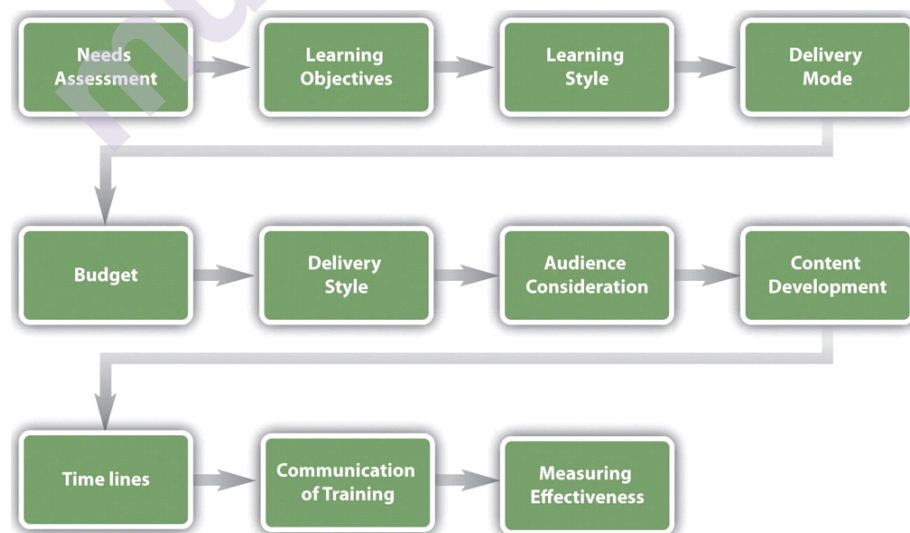 Needs
Assessment
Learning
Objectives
Learning
Style
Delivery
Mode
Budget
Delivery
Style
Audience
Consideration
Content
Development
Time lines
Communication
of Training
Measuring
Effectiveness